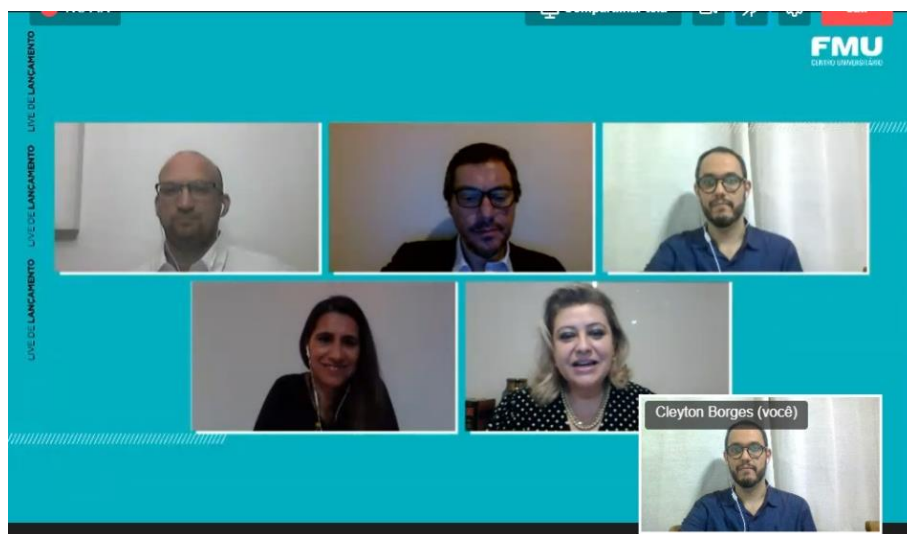 FMU
CENTRO UNIVERSITÁRIO
LIVE DE LANÇAMENTO
LIVE DE LANÇAMENTO
LIVE DE LANÇAMENTO
Cleyton Borges (você)